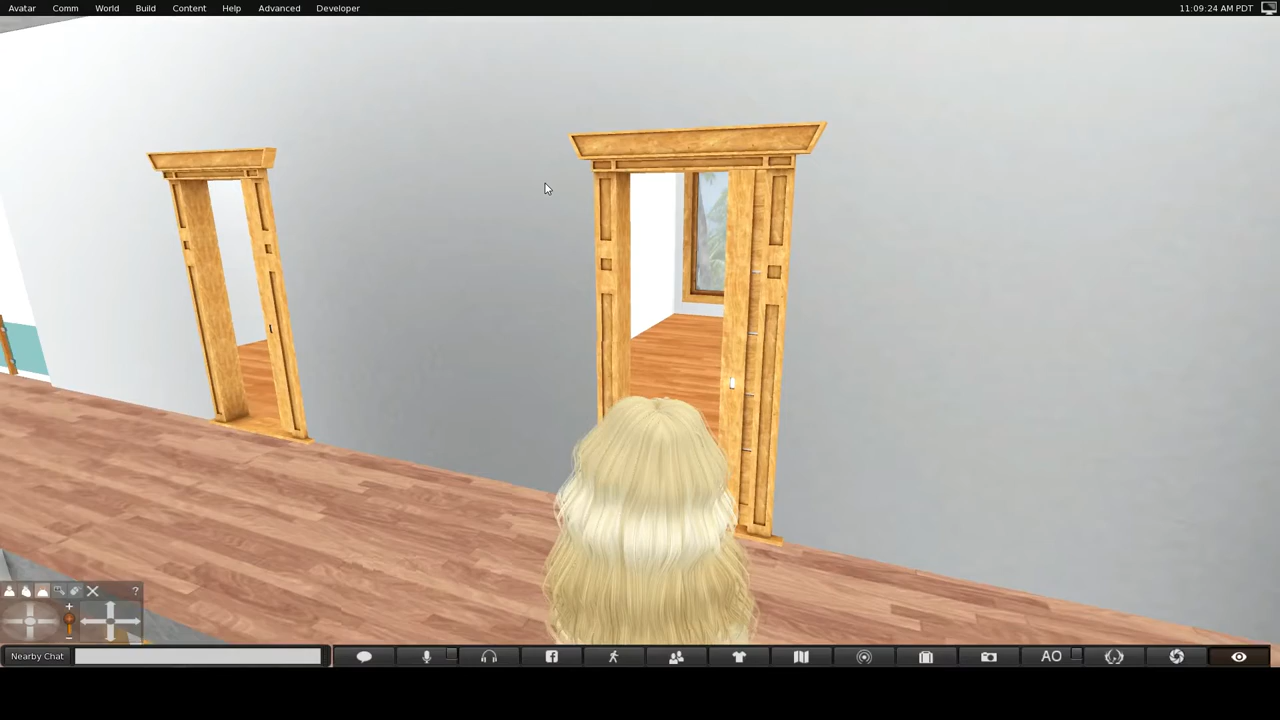 Avatar Comm World Build Content Help Advanced Developer 11:09:24 AM PDT
?
Nearby Chat AO